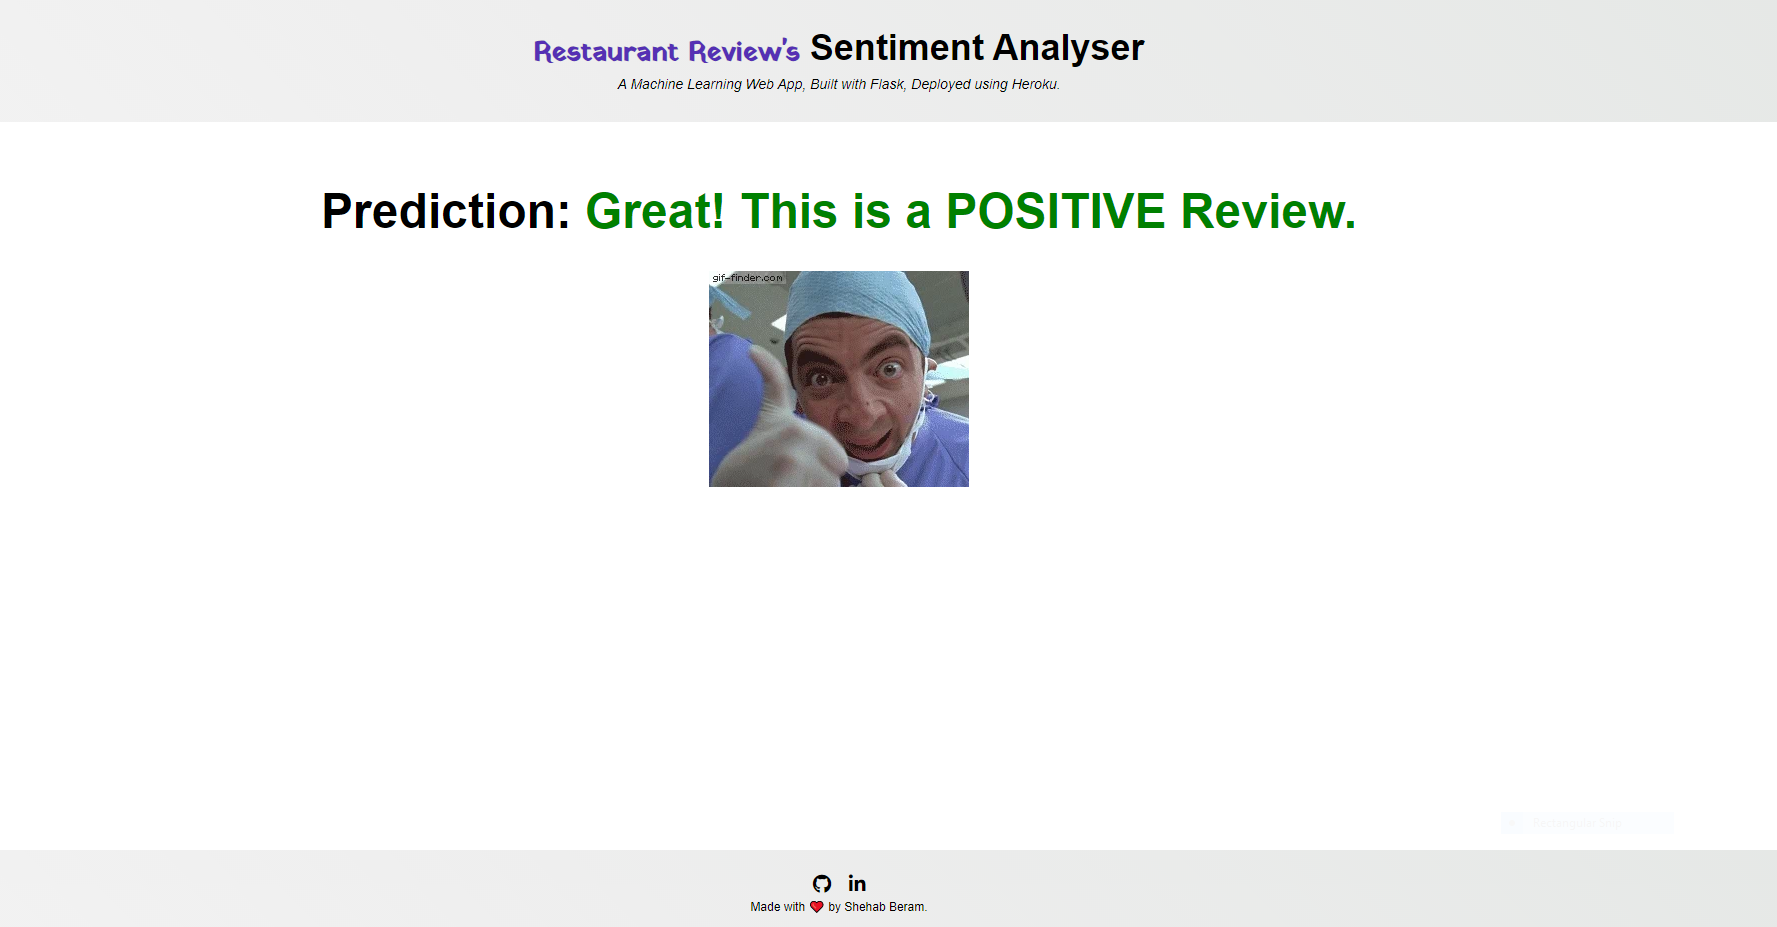 Restaurant Review's Sentiment Analyser
A Machine Learning Web App, Built with Flask, Deployed using Heroku.
Prediction: Great! This is a POSITIVE Review.
gif-finder.com
in
Made with ❤ by Shehab Beram.